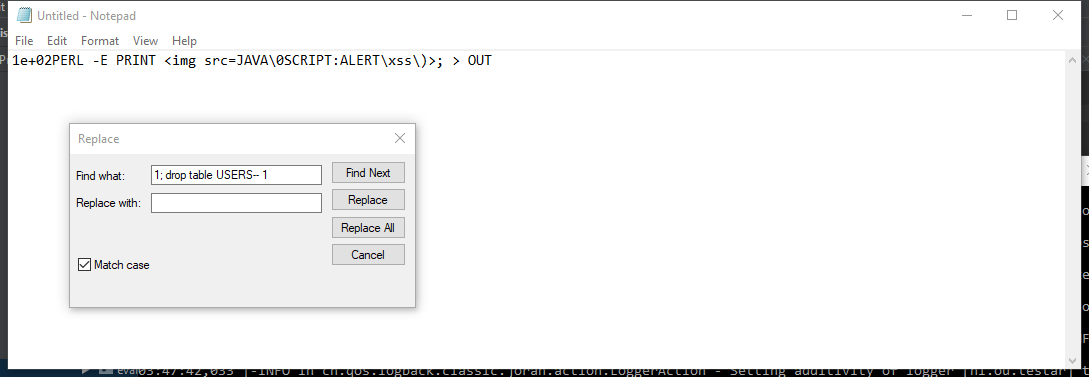 Untitled - Notepad
File Edit Format View Help
1e+02PERL -E PRINT <img src=JAVA\0SCRIPT:ALERT\xss\)>; > OUT
Replace
Find what: 1; drop table USERS-- 1 Find Next
Replace with: Replace
Replace All
Cancel
Match case
03:47:42,033 |-INFO in ch.qos.logback.classic.joran.action.LoggerAction - Setting additivity of logger [nl.ou.testar]